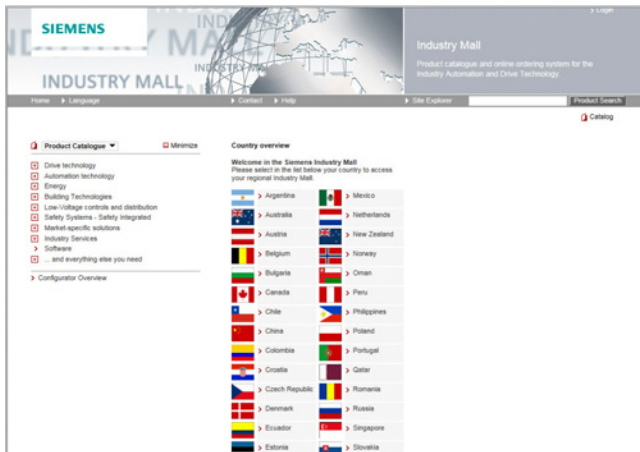 Login
SIEMENS
INDUSTRY MALL
Industry Mall
Product catalogue and online ordering system for the
Industry Automation and Drive Technology.
Home Language Contact Help Site Explorer Product Search
Catalog
Product Catalogue Minimize
Drive technology
Automation technology
Energy
Building Technologies
Low-Voltage controls and distribution
Safety Systems - Safety Integrated
Market-specific solutions
Industry Services
Software
... and everything else you need
Configurator Overview
Country overview
Welcome in the Siemens Industry Mall
Please select in the list below your country to access
your regional Industry Mall.
Argentina Mexico
Australia Netherlands
Austria New Zealand
Belgium Norway
Bulgaria Oman
Canada Peru
Chile Philippines
China Poland
Colombia Portugal
Croatia Qatar
Czech Republic Romania
Denmark Russia
Ecuador Singapore
Estonia Slovakia